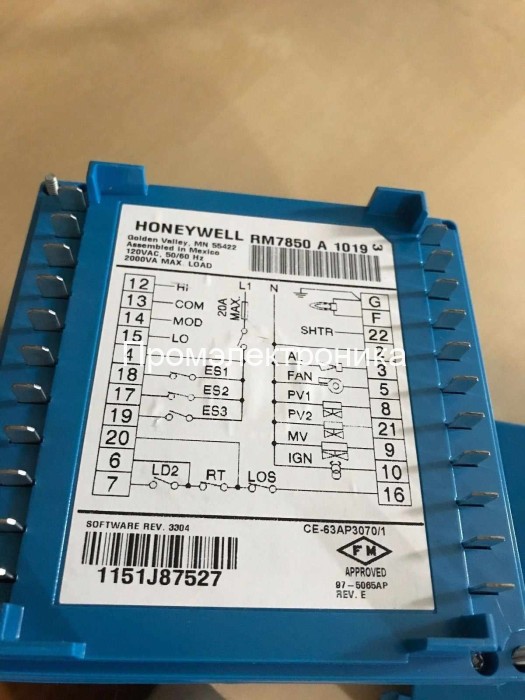 HONEYWELL RM7850 A 1019 3
Golden Valley, MN 55422
Assembled in Mexico
120VAC, 50/60 Hz
2000VA MAX. LOAD
L1 N
20A MAX.
12 HI
13 COM
14 MOD
15 LO
4
18 ES1
17 ES2
19 ES3
20
6
7 LD2 RT LOS
G
F
SHTR 22
AL 3
FAN 5
PV1 8
PV2 21
MV 9
IGN 10
16
Промэлектроника
SOFTWARE REV. 3304
1151J87527
CE-63AP3070/1
FM
APPROVED
97-5065AP
REV. E